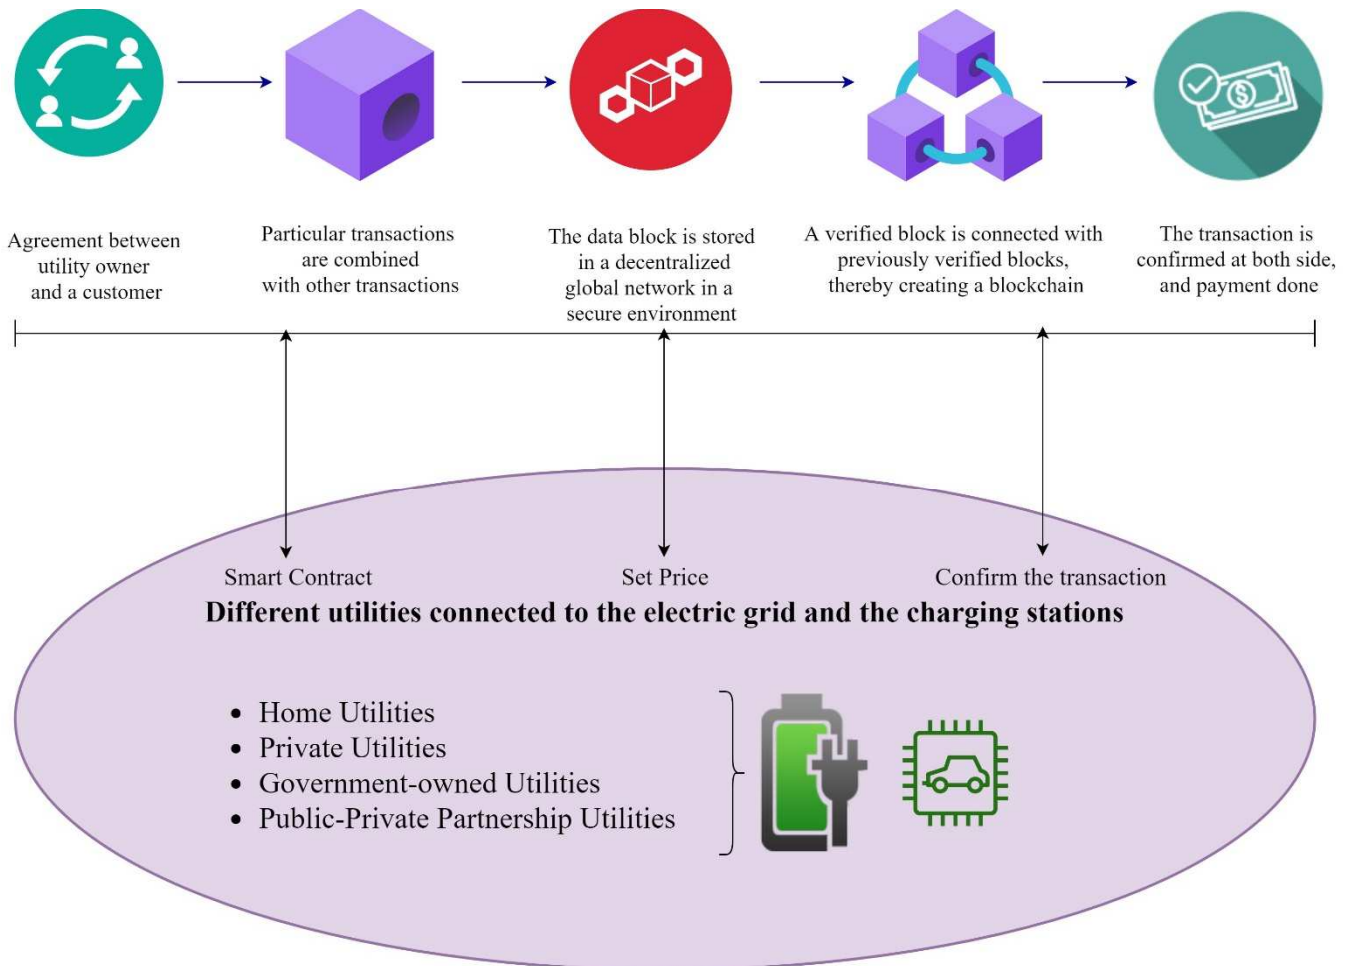 Agreement between
utility owner
and a customer
Particular transactions
are combined
with other transactions
The data block is stored
in a decentralized
global network in a
secure environment
A verified block is connected with
previously verified blocks,
thereby creating a blockchain
The transaction is
confirmed at both side,
and payment done
Smart Contract
Set Price
Confirm the transaction
Different utilities connected to the electric grid and the charging stations
• Home Utilities
• Private Utilities
• Government-owned Utilities
• Public-Private Partnership Utilities